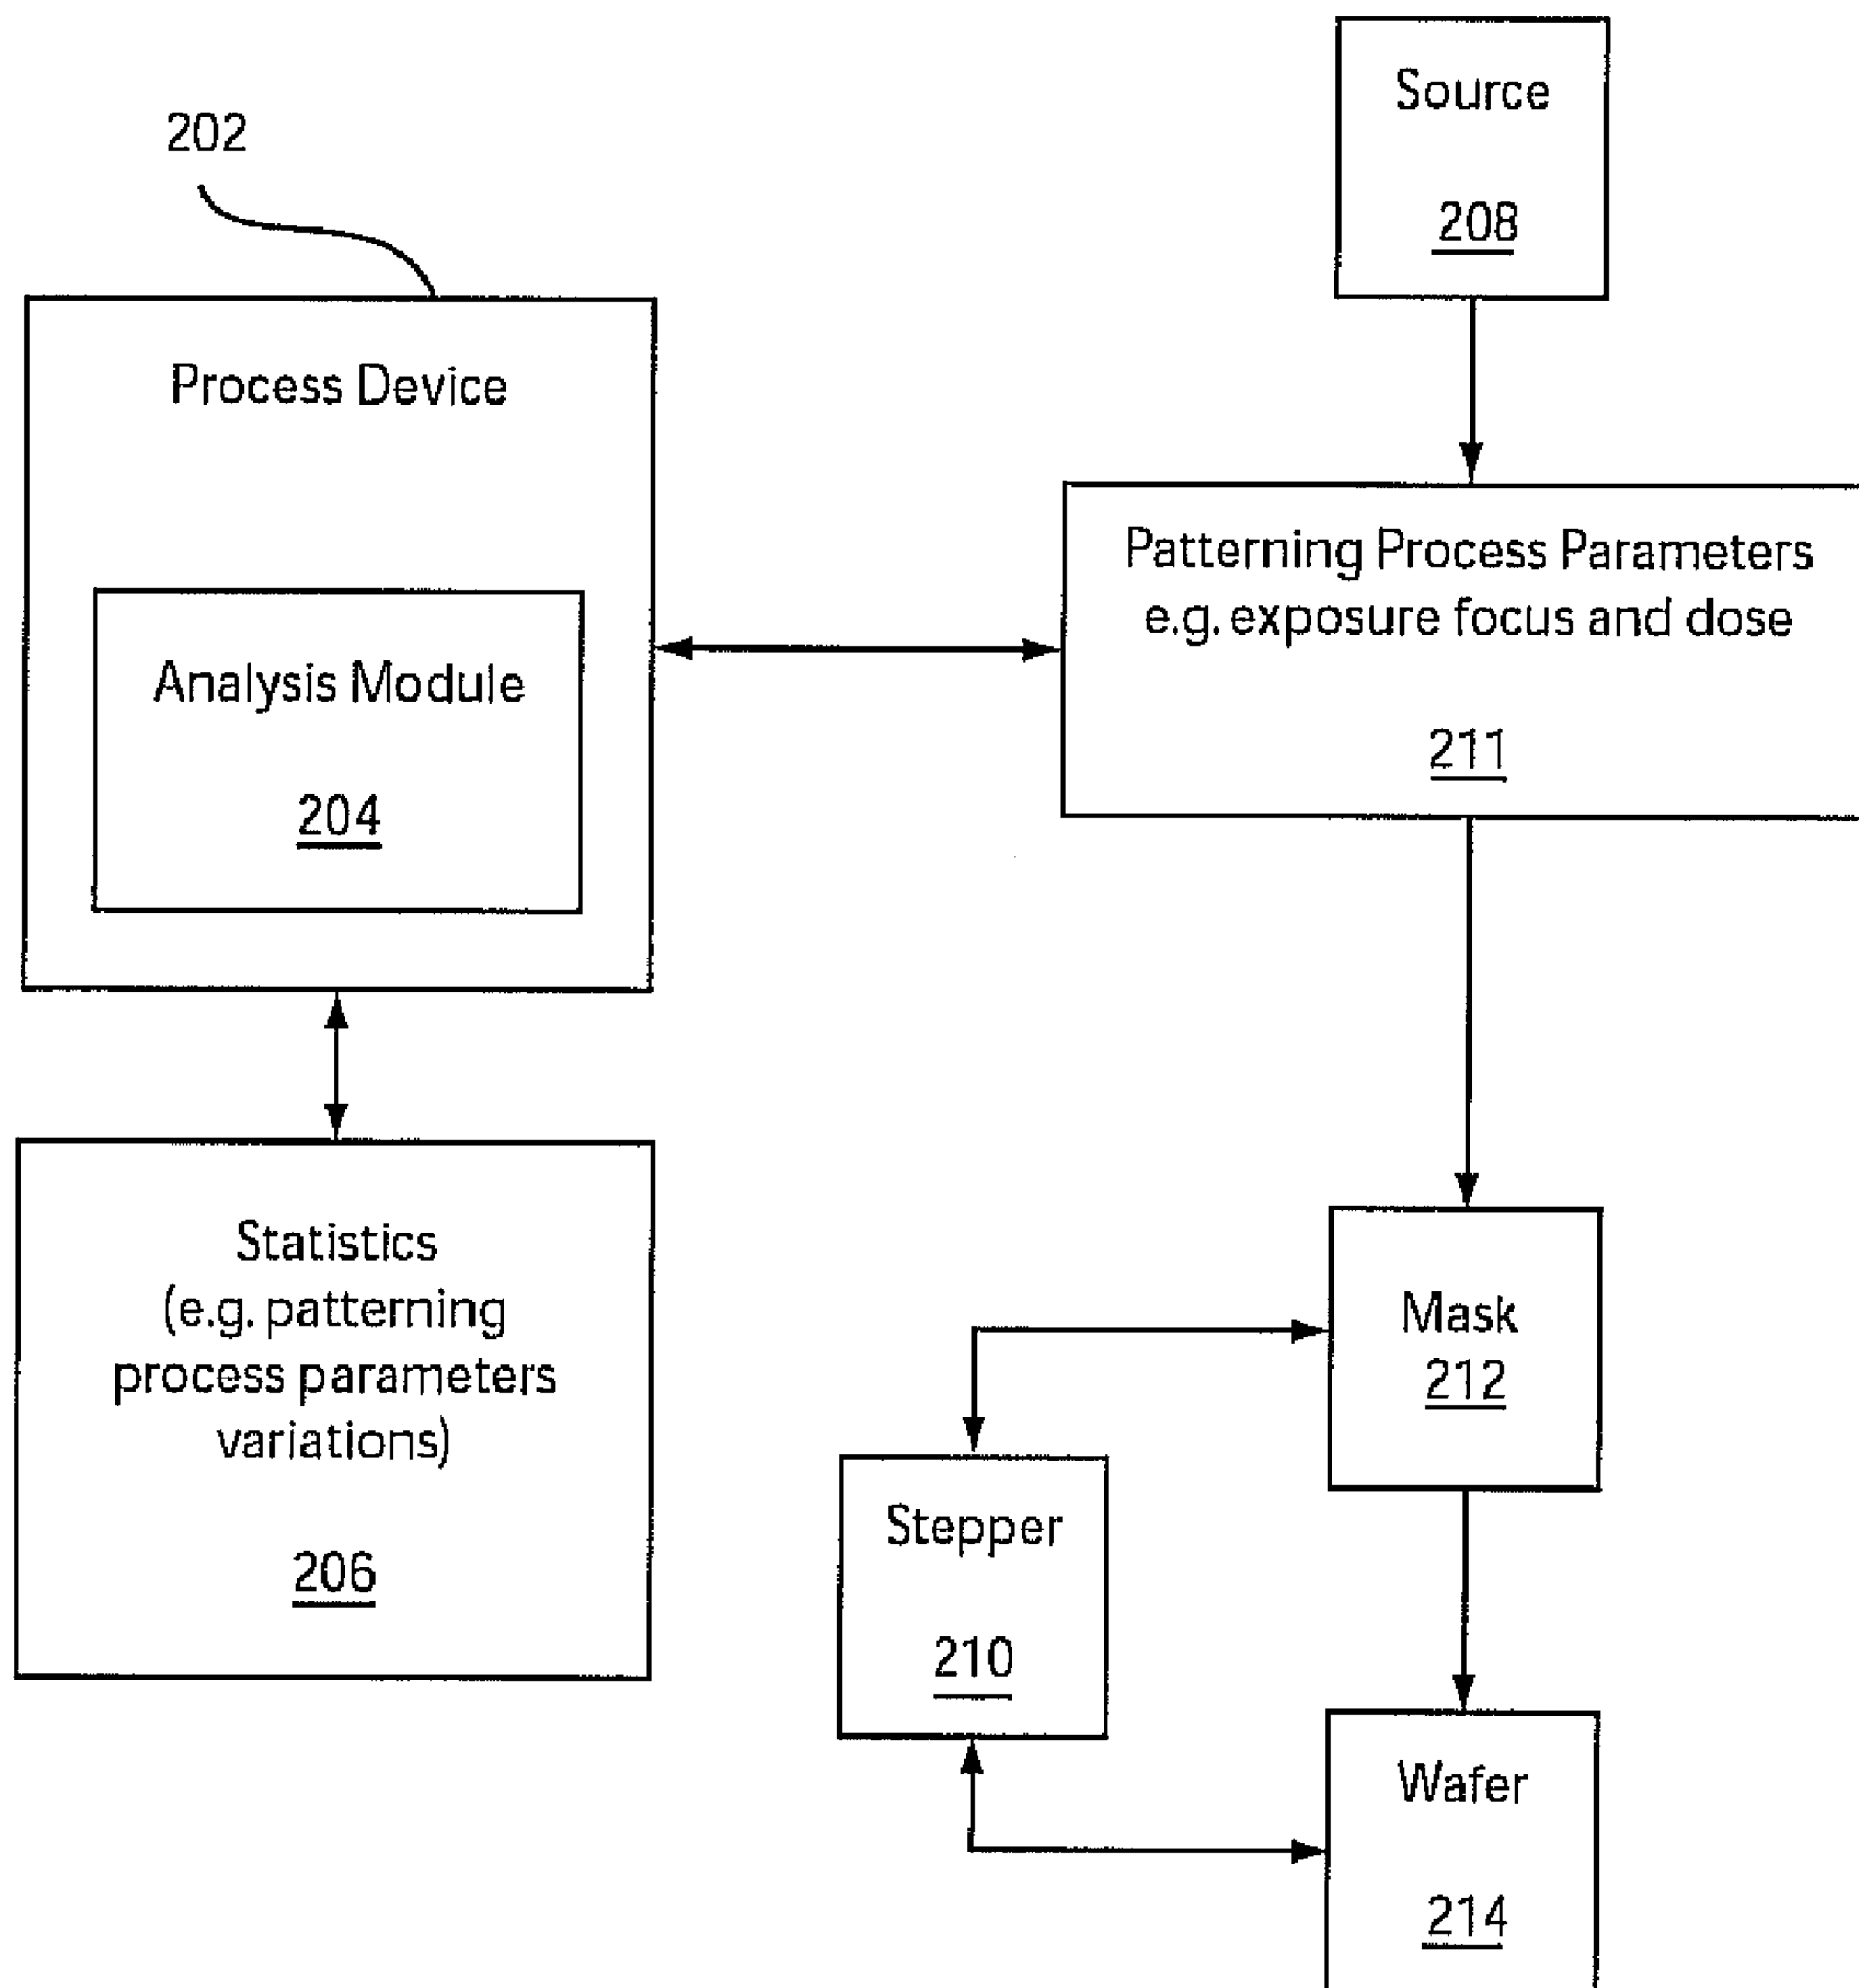 202
Process Device
Analysis Module
204
Statistics
(e.g. patterning
process parameters
variations)
206
Source
208
Patterning Process Parameters
e.g. exposure focus and dose
211
Mask
212
Stepper
210
Wafer
214